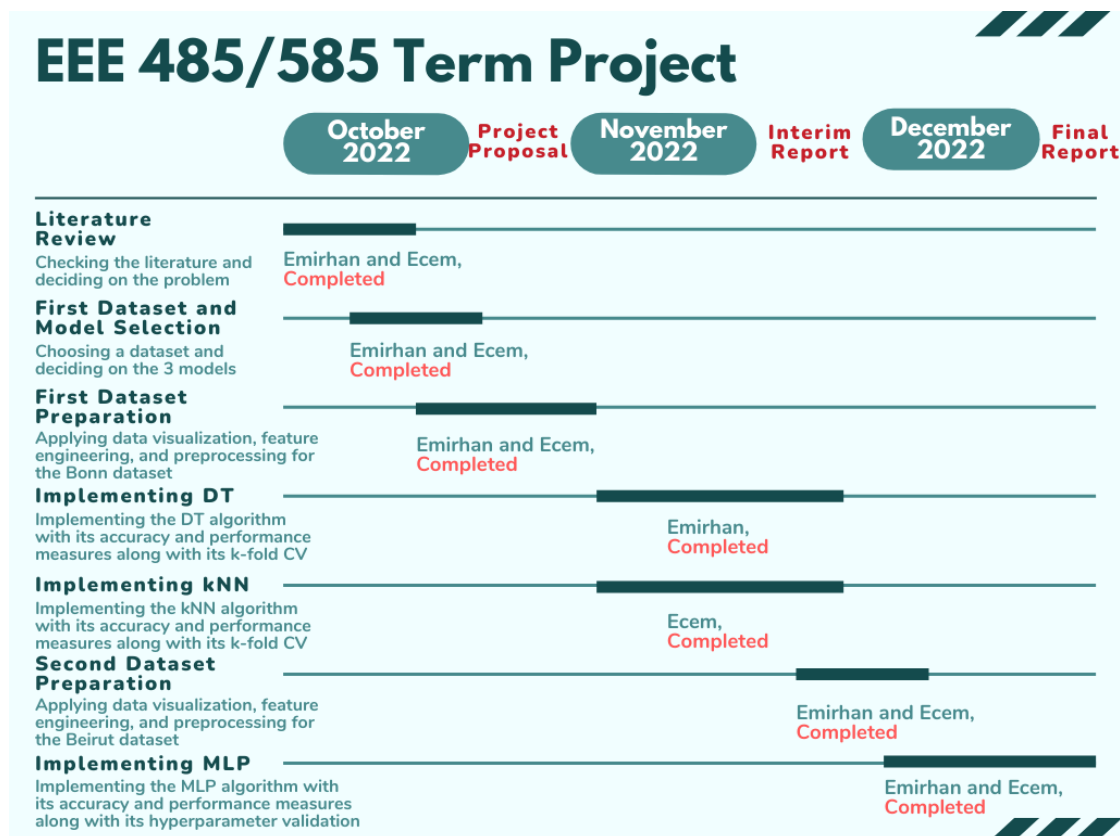 EEE 485/585 Term Project
October
2022
Project
Proposal
November
2022
Interim
Report
December
2022
Final
Report
Literature
Review
Checking the literature and
deciding on the problem
Emirhan and Ecem,
Completed
First Dataset and
Model Selection
Choosing a dataset and
deciding on the 3 models
Emirhan and Ecem,
Completed
First Dataset
Preparation
Applying data visualization, feature
engineering, and preprocessing for
the Bonn dataset
Emirhan and Ecem,
Completed
Implementing DT
Implementing the DT algorithm
with its accuracy and performance
measures along with its k-fold CV
Emirhan,
Completed
Implementing kNN
Implementing the kNN algorithm
with its accuracy and performance
measures along with its k-fold CV
Ecem,
Completed
Second Dataset
Preparation
Applying data visualization, feature
engineering, and preprocessing for
the Beirut dataset
Emirhan and Ecem,
Completed
Implementing MLP
Implementing the MLP algorithm with
its accuracy and performance measures
along with its hyperparameter validation
Emirhan and Ecem,
Completed